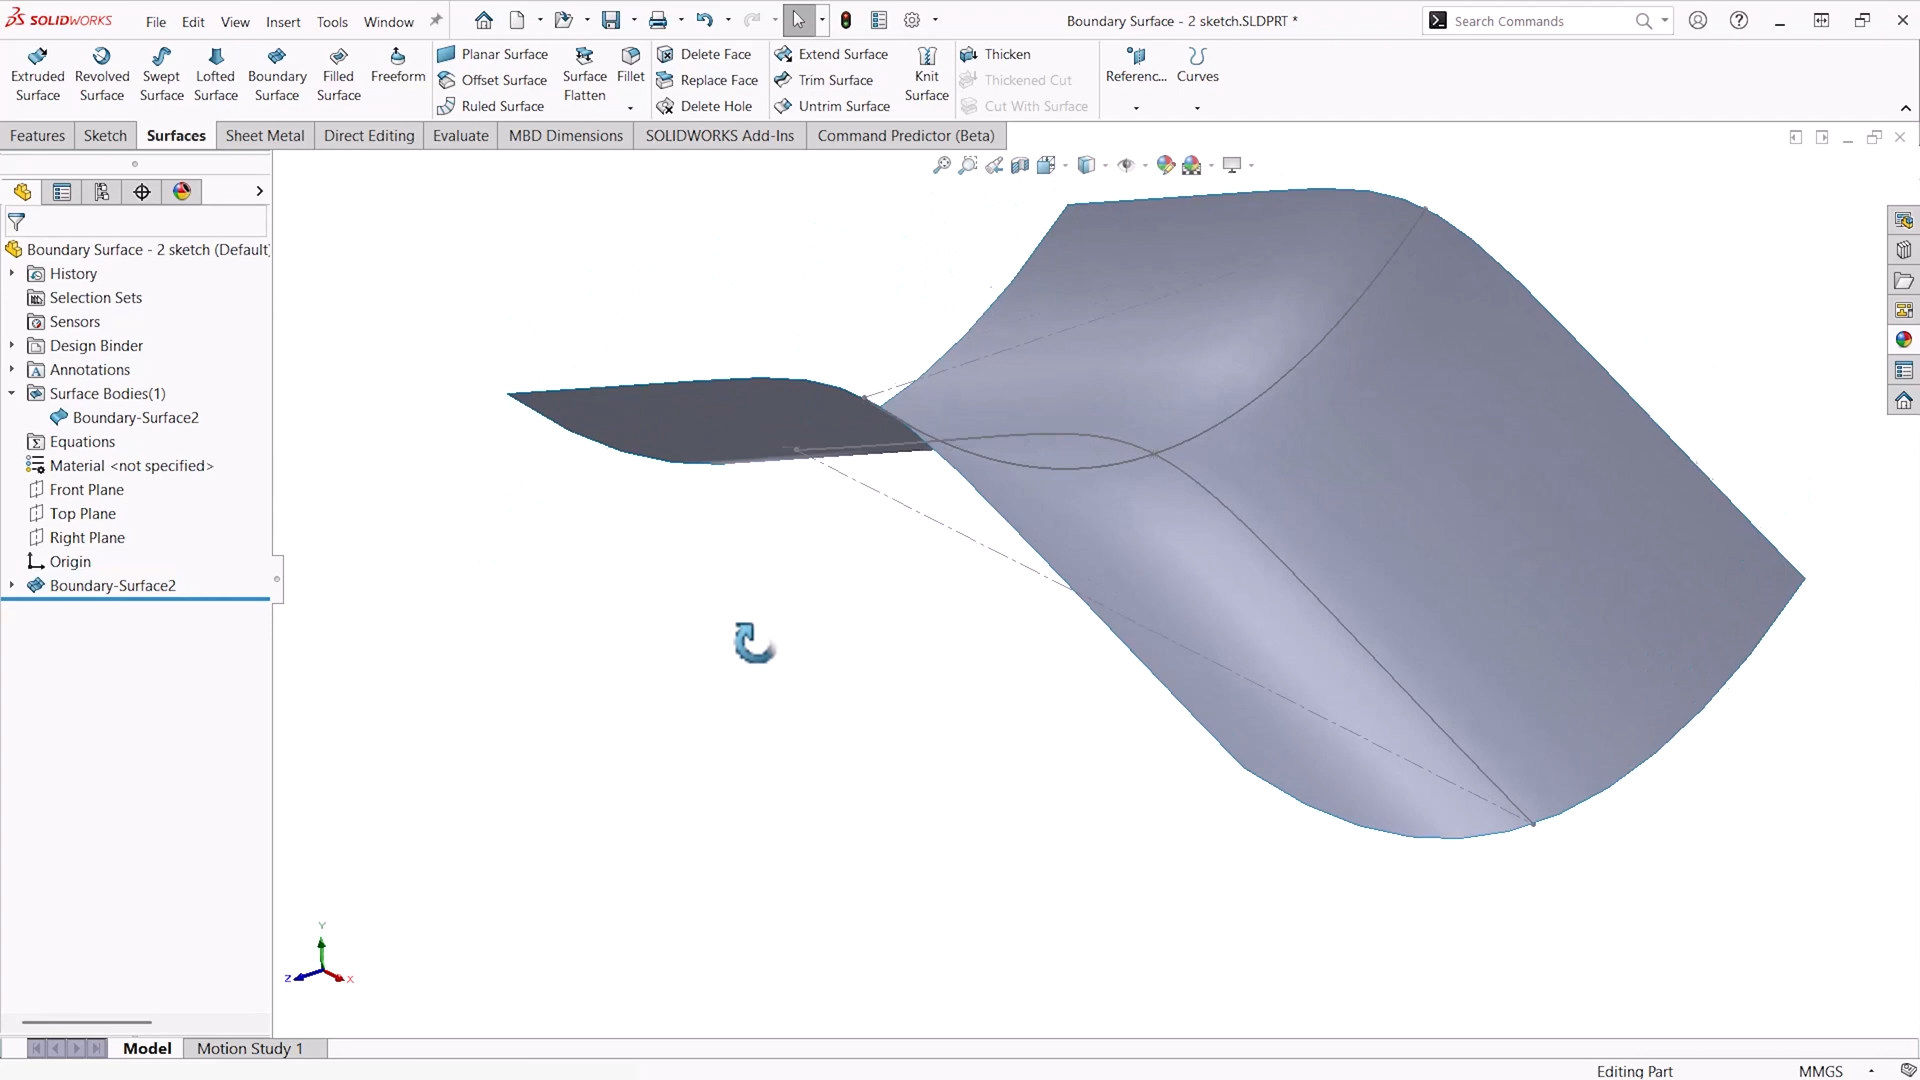 SOLIDWORKS File Edit View Insert Tools Window Boundary Surface - 2 sketch.SLDPRT * Search Commands
Extruded Surface
Revolved Surface
Swept Surface
Lofted Surface
Boundary Surface
Filled Surface
Freeform
Planar Surface
Offset Surface
Ruled Surface
Surface Flatten
Fillet
Delete Face
Replace Face
Delete Hole
Extend Surface
Trim Surface
Untrim Surface
Knit Surface
Thicken
Thickened Cut
Cut With Surface
Referenc...
Curves
Features Sketch Surfaces Sheet Metal Direct Editing Evaluate MBD Dimensions SOLIDWORKS Add-Ins Command Predictor (Beta)
Boundary Surface - 2 sketch (Default)
History
Selection Sets
Sensors
Design Binder
Annotations
Surface Bodies(1)
Boundary-Surface2
Equations
Material <not specified>
Front Plane
Top Plane
Right Plane
Origin
Boundary-Surface2
Y
Z
X
Model Motion Study 1
Editing Part MMGS